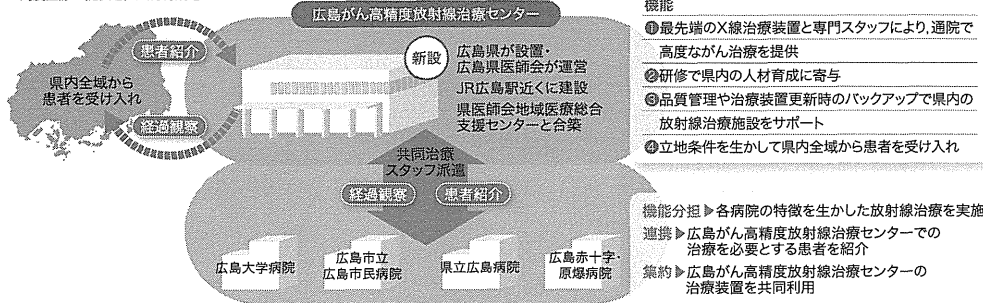 広島がん高精度放射線治療センター
患者紹介
県内全域から
患者を受け入れ
経過観察
新設
広島県が設置・
広島県医師会が運営
JR広島駅近くに建設
県医師会地域医療総合
支援センターと合築
共同治療
スタッフ派遣
経過観察
患者紹介
広島大学病院
広島市立
広島市民病院
県立広島病院
広島赤十字・
原爆病院
機能
❶最先端のX線治療装置と専門スタッフにより,通院で
高度ながん治療を提供
❷研修で県内の人材育成に寄与
❸品質管理や治療装置更新時のバックアップで県内の
放射線治療施設をサポート
❹立地条件を生かして県内全域から患者を受け入れ
機能分担▶各病院の特徴を生かした放射線治療を実施
連携▶広島がん高精度放射線治療センターでの
治療を必要とする患者を紹介
集約▶広島がん高精度放射線治療センターの
治療装置を共同利用